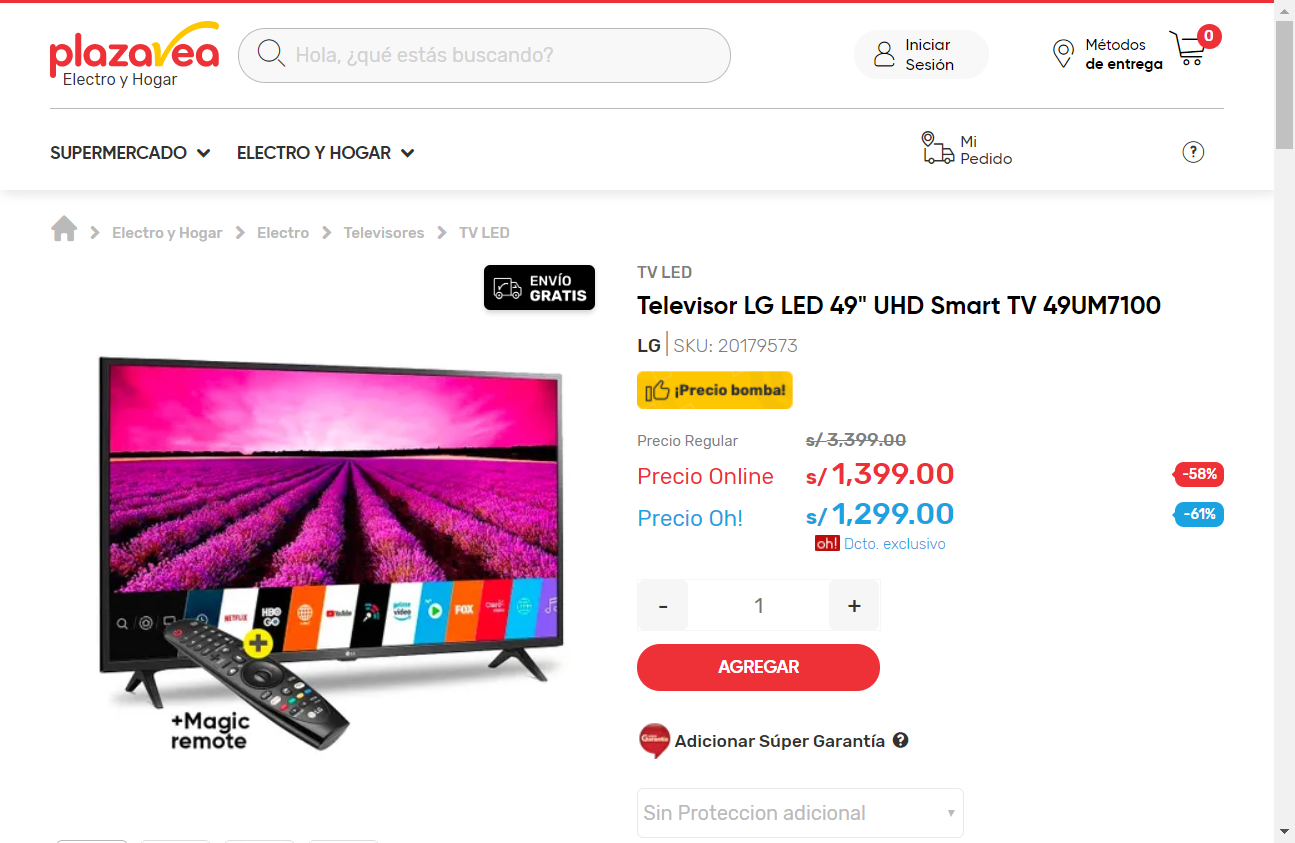 plazavea
Electro y Hogar
Hola, ¿qué estás buscando?
Iniciar
Sesión
Métodos
de entrega
0
SUPERMERCADO
ELECTRO Y HOGAR
Mi
Pedido
?
Electro y Hogar
Electro
Televisores
TV LED
ENVÍO
GRATIS
NETFLIX
HBO
GO
YouTube
prime
video
FOX
LG
+Magic
remote
TV LED
Televisor LG LED 49" UHD Smart TV 49UM7100
LG SKU: 20179573
¡Precio bomba!
Precio Regular s/ 3,399.00
Precio Online s/ 1,399.00 -58%
Precio Oh! s/ 1,299.00 -61%
oh! Dcto. exclusivo
- 1 +
AGREGAR
Garantía
Adicionar Súper Garantía ?
Sin Proteccion adicional